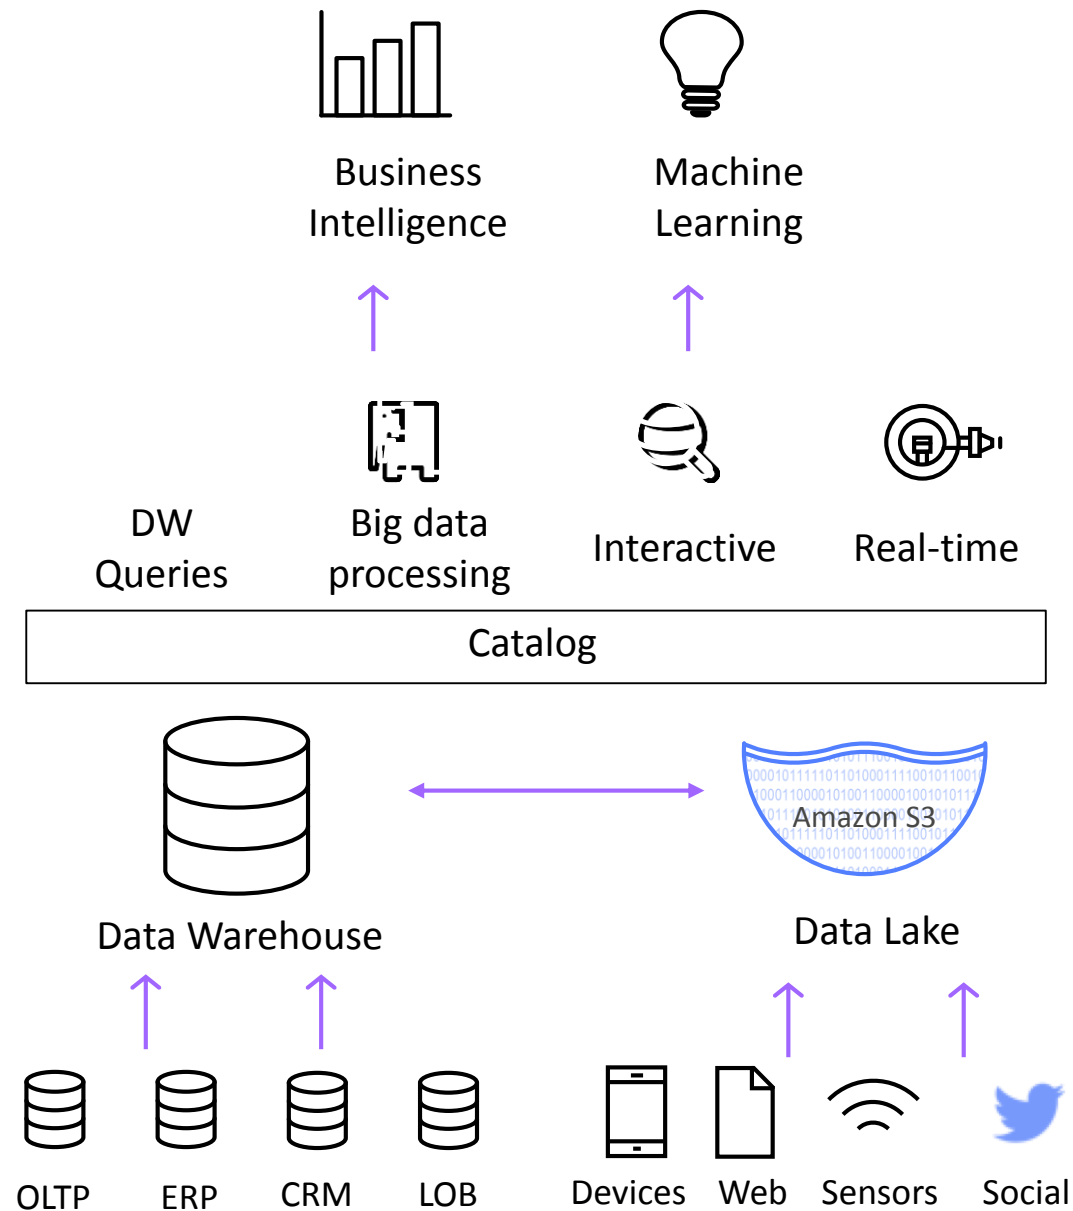 Business
Intelligence
Machine
Learning
DW
Queries
Big data
processing
Interactive
Real-time
Catalog
Amazon S3
Data Warehouse
Data Lake
OLTP
ERP
CRM
LOB
Devices
Web
Sensors
Social